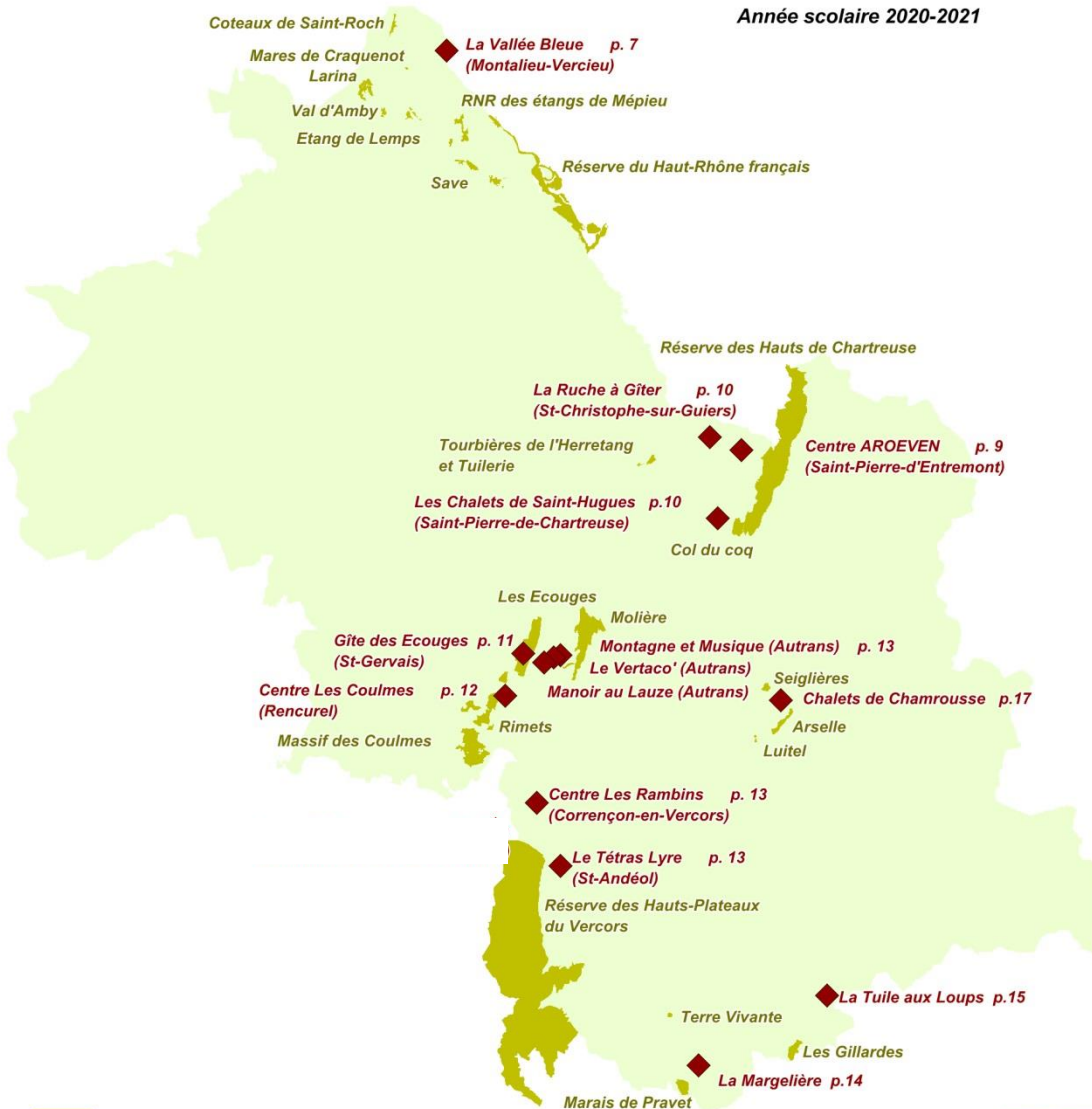 Année scolaire 2020-2021
Coteaux de Saint-Roch
La Vallée Bleue p. 7
(Montalieu-Vercieu)
Mares de Craquenot
Larina
Val d'Amby
RNR des étangs de Mépieu
Etang de Lemps
Réserve du Haut-Rhône français
Save
Réserve des Hauts de Chartreuse
La Ruche à Gîter p. 10
(St-Christophe-sur-Guiers)
Tourbières de l'Herretang
et Tuilerie
Centre AROEVEN p. 9
(Saint-Pierre-d'Entremont)
Les Chalets de Saint-Hugues p.10
(Saint-Pierre-de-Chartreuse)
Col du coq
Les Ecouges
Molière
Gîte des Ecouges p. 11
(St-Gervais)
Montagne et Musique (Autrans) p. 13
Le Vertaco' (Autrans)
Manoir au Lauze (Autrans)
Seiglières
Centre Les Coulmes p. 12
(Rencurel)
Chalets de Chamrousse p.17
Rimets
Arselle
Massif des Coulmes
Luitel
Centre Les Rambins p. 13
(Corrençon-en-Vercors)
Le Tétras Lyre p. 13
(St-Andéol)
Réserve des Hauts-Plateaux
du Vercors
La Tuile aux Loups p.15
Terre Vivante
Les Gillardes
La Margelière p.14
Marais de Pravet